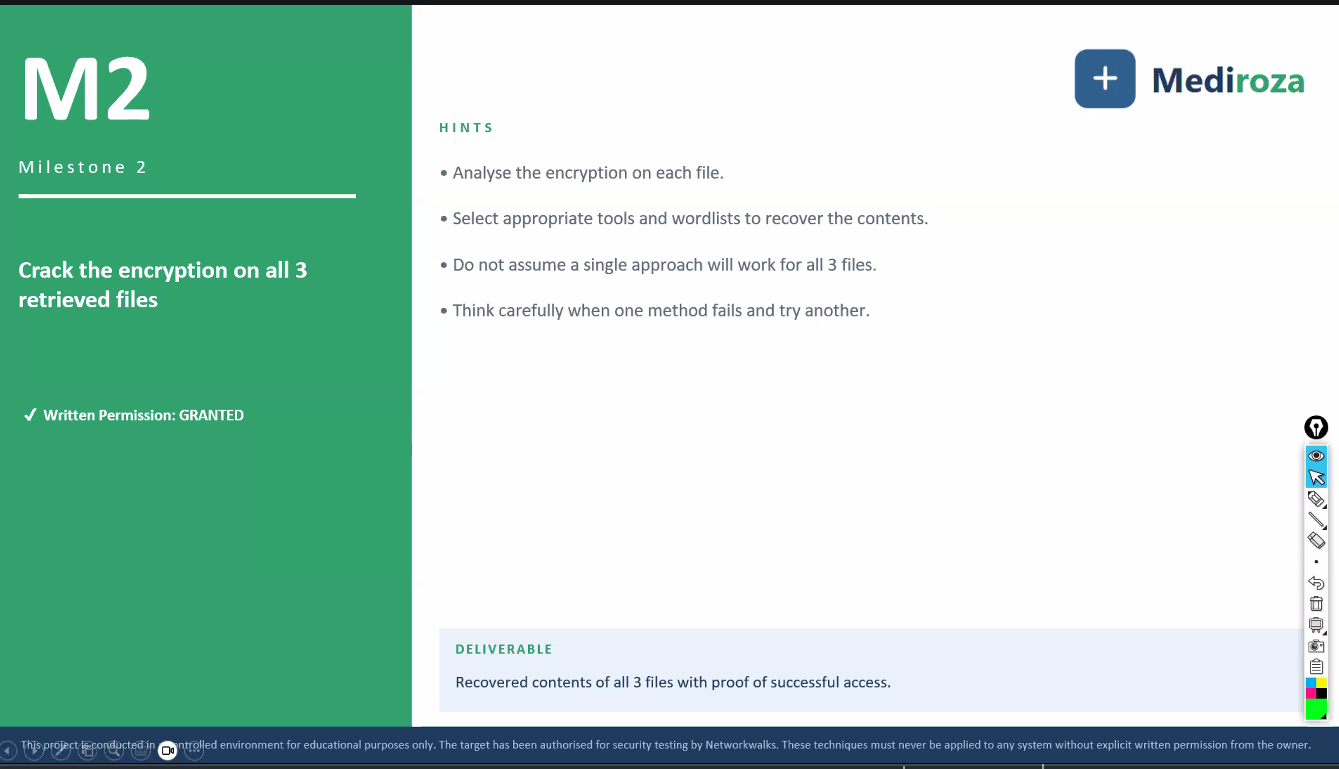 M2
Milestone 2
Crack the encryption on all 3
retrieved files
✓ Written Permission: GRANTED
Mediroza
HINTS
• Analyse the encryption on each file.
• Select appropriate tools and wordlists to recover the contents.
• Do not assume a single approach will work for all 3 files.
• Think carefully when one method fails and try another.
DELIVERABLE
Recovered contents of all 3 files with proof of successful access.
This project is conducted in a controlled environment for educational purposes only. The target has been authorised for security testing by Networkwalks. These techniques must never be applied to any system without explicit written permission from the owner.